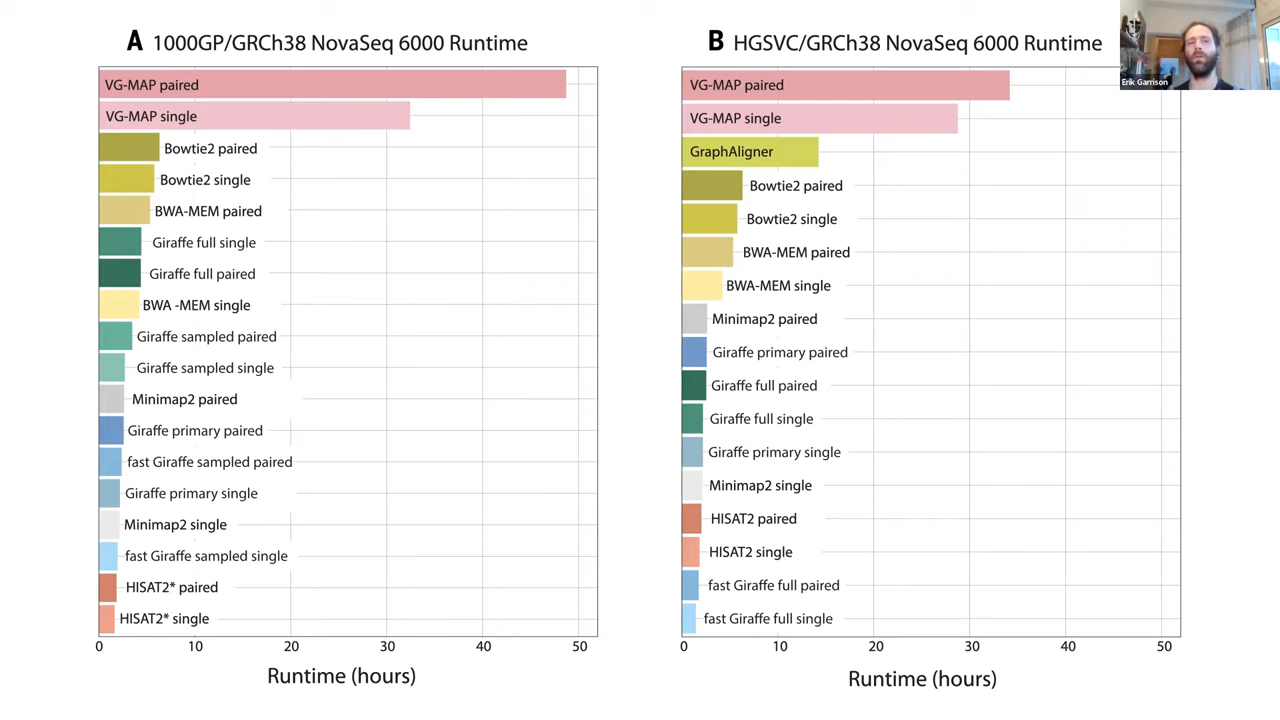 A 1000GP/GRCh38 NovaSeq 6000 Runtime
VG-MAP paired
VG-MAP single
Bowtie2 paired
Bowtie2 single
BWA-MEM paired
Giraffe full single
Giraffe full paired
BWA -MEM single
Giraffe sampled paired
Giraffe sampled single
Minimap2 paired
Giraffe primary paired
fast Giraffe sampled paired
Giraffe primary single
Minimap2 single
fast Giraffe sampled single
HISAT2* paired
HISAT2* single
0 10 20 30 40 50
Runtime (hours)
B HGSVC/GRCh38 NovaSeq 6000 Runtime
VG-MAP paired
VG-MAP single
GraphAligner
Bowtie2 paired
Bowtie2 single
BWA-MEM paired
BWA-MEM single
Minimap2 paired
Giraffe primary paired
Giraffe full paired
Giraffe full single
Giraffe primary single
Minimap2 single
HISAT2 paired
HISAT2 single
fast Giraffe full paired
fast Giraffe full single
0 10 20 30 40 50
Runtime (hours)
Erik Garrison